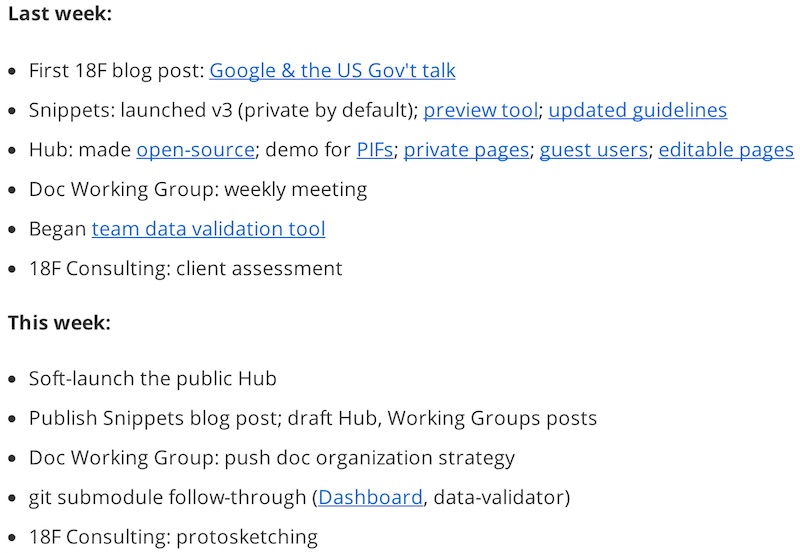 Last week:
• First 18F blog post: Google & the US Gov't talk
• Snippets: launched v3 (private by default); preview tool; updated guidelines
• Hub: made open-source; demo for PIFs; private pages; guest users; editable pages
• Doc Working Group: weekly meeting
• Began team data validation tool
• 18F Consulting: client assessment
This week:
• Soft-launch the public Hub
• Publish Snippets blog post; draft Hub, Working Groups posts
• Doc Working Group: push doc organization strategy
• git submodule follow-through (Dashboard, data-validator)
• 18F Consulting: protosketching